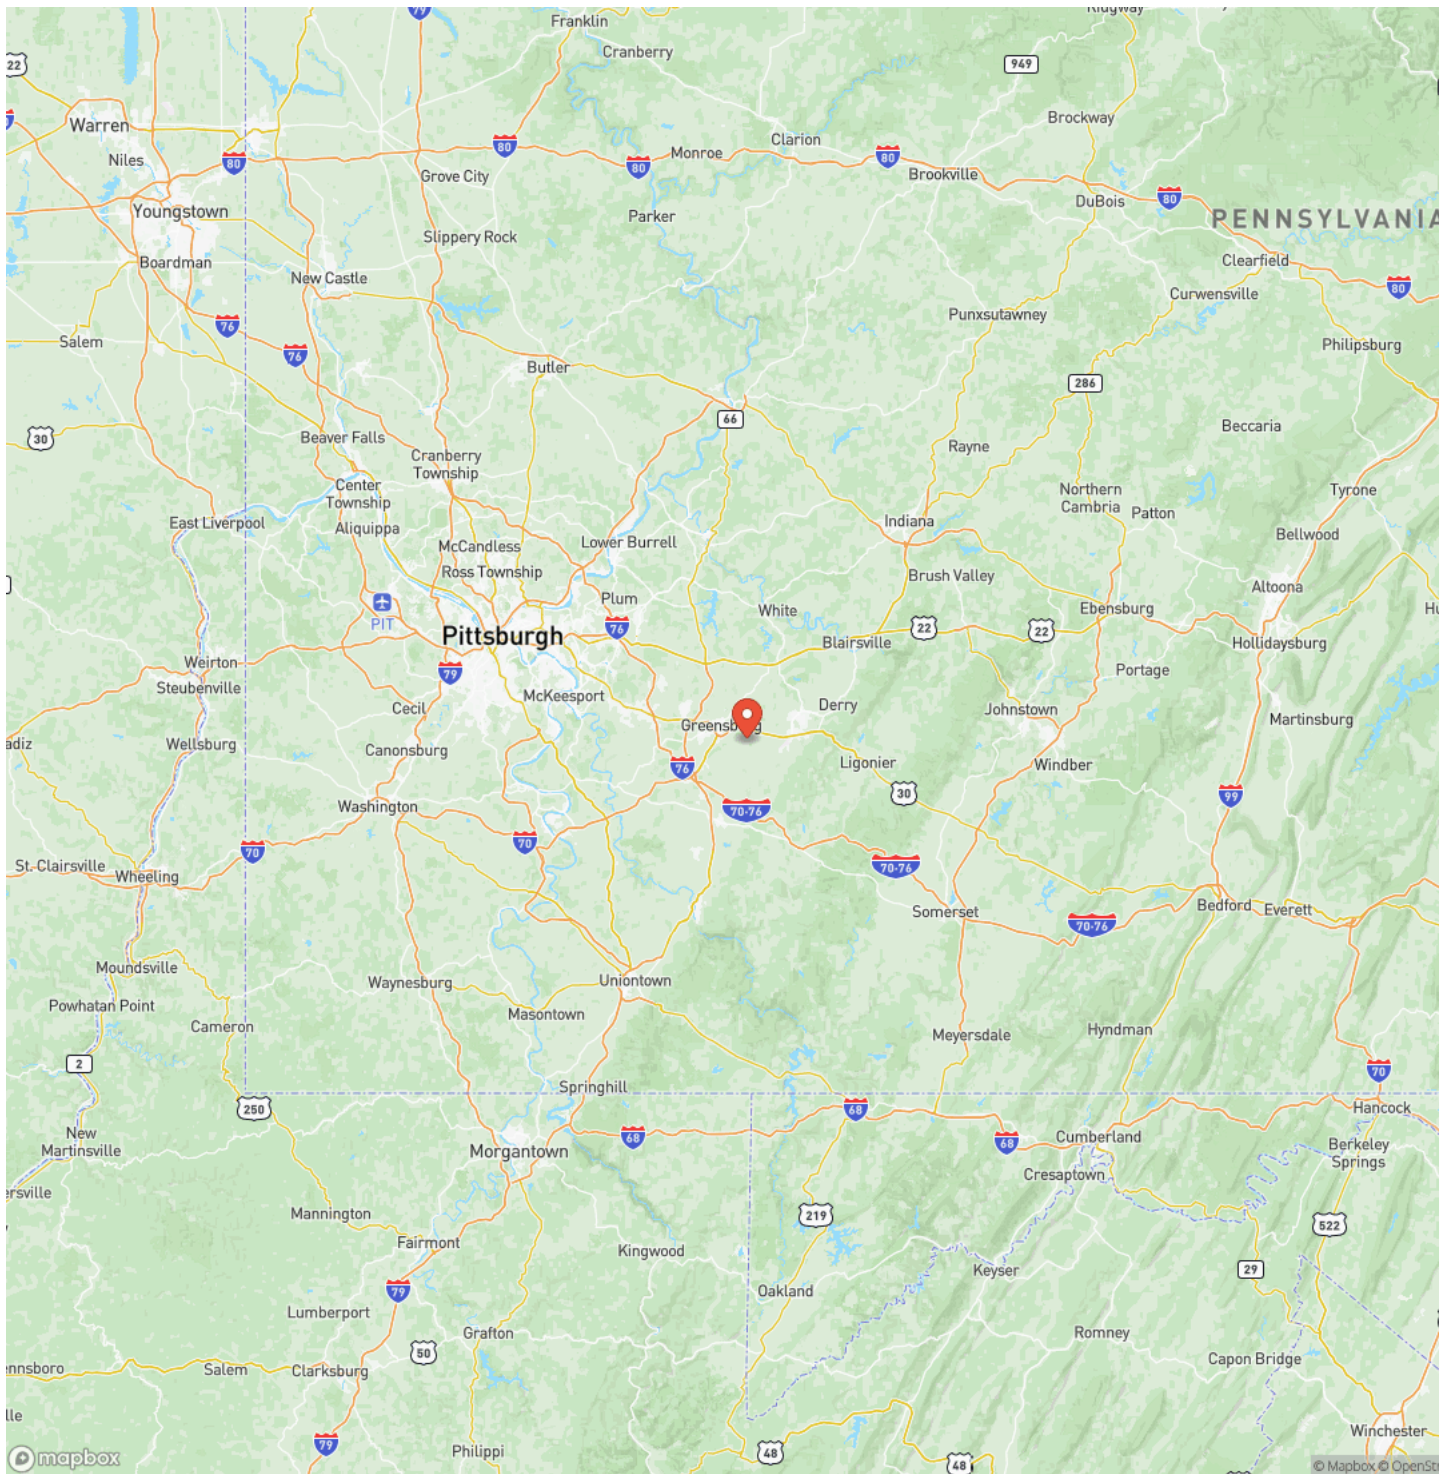 79
Franklin
Ridgway
Cranberry
22
949
Warren
Brockway
Niles
80
80
80
Monroe
Clarion
80
Grove City
Brookville
80
DuBois
Youngstown
Parker
PENNSYLVANIA
Slippery Rock
Boardman
New Castle
Clearfield
80
Curwensville
76
Punxsutawney
Salem
76
Philipsburg
Butler
286
66
Beccaria
30
Beaver Falls
Rayne
Cranberry
Township
Center
Township
Northern
Cambria
Tyrone
Patton
East Liverpool
Aliquippa
Indiana
Bellwood
McCandless
Lower Burrell
Ross Township
Brush Valley
Altoona
Plum
White
Ebensburg
PIT
76
22
22
Pittsburgh
Blairsville
Hollidaysburg
Weirton
79
Portage
Steubenville
McKeesport
Cecil
Derry
Johnstown
Martinsburg
Greensburg
Wellsburg
Canonsburg
Ligonier
Windber
76
30
99
Washington
70-76
70
70
St. Clairsville
Wheeling
70-76
Somerset
Bedford
Everett
70-76
Moundsville
Waynesburg
Uniontown
Powhatan Point
Masontown
Cameron
Meyersdale
Hyndman
2
70
Springhill
250
68
Hancock
New
Martinsville
68
68
Cumberland
Morgantown
Berkeley
Springs
Cresaptown
Mannington
219
522
Fairmont
Kingwood
29
Keyser
79
Oakland
Lumberport
Grafton
50
Romney
Salem
Clarksburg
Capon Bridge
79
Philippi
48
48
Winchester
mapbox
© Mapbox © OpenStr